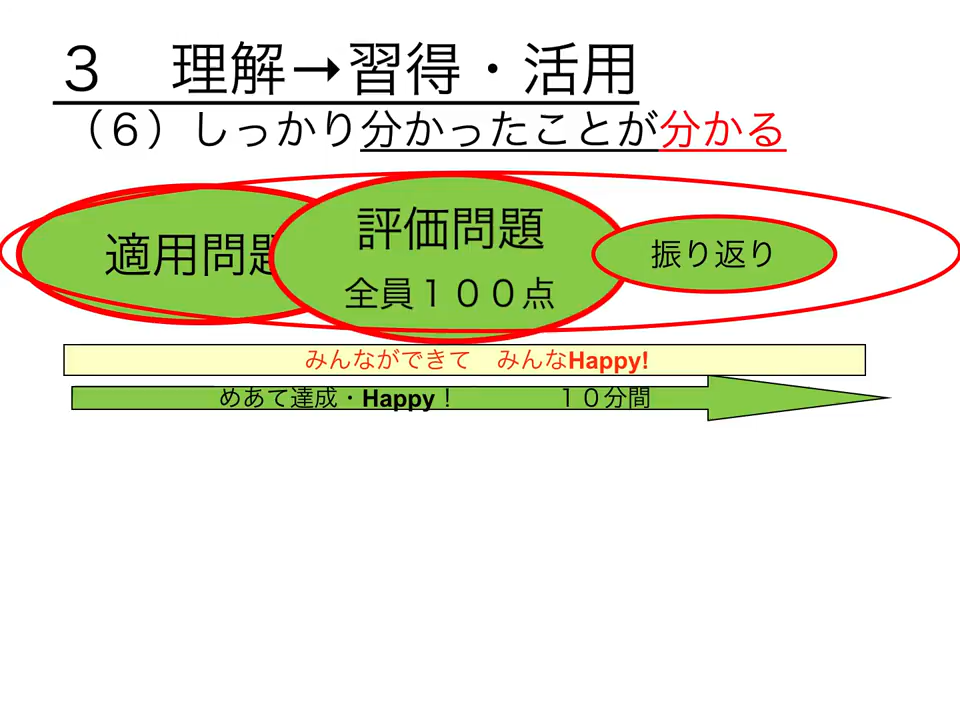 ３　理解→習得・活用
（６）しっかり分かったことが分かる
適用問題
評価問題
全員１００点
振り返り
みんなができて　みんなHappy!
めあて達成・Happy！　　　　１０分間